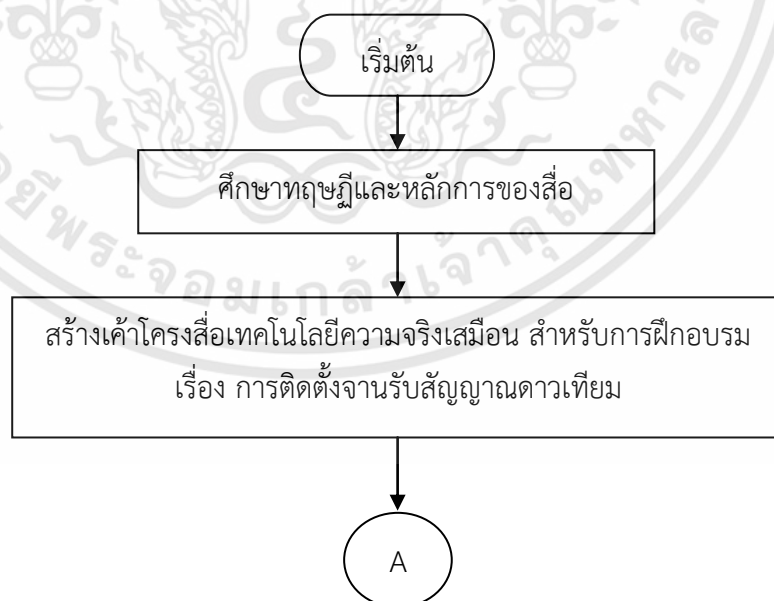 เริ่มต้น
ศึกษาทฤษฎีและหลักการของสื่อ
สร้างเค้าโครงสื่อเทคโนโลยีความจริงเสมือน สำหรับการฝึกอบรม
เรื่อง การติดตั้งจานรับสัญญาณดาวเทียม
A